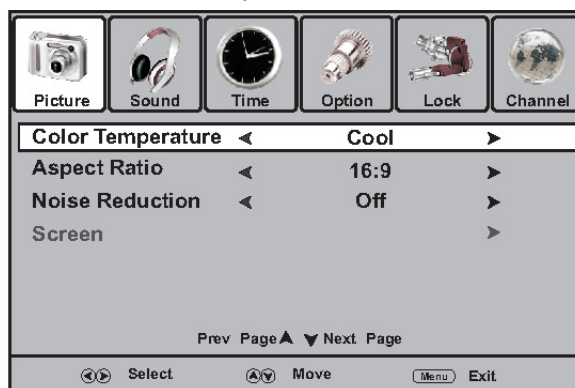 Picture Sound Time Option Lock Channel
Color Temperature ◀ Cool ▶
Aspect Ratio ◀ 16:9 ▶
Noise Reduction ◀ Off ▶
Screen ▶
Prev Page ▲ ▼ Next Page
◀ ▶ Select ▲ ▼ Move Menu Exit